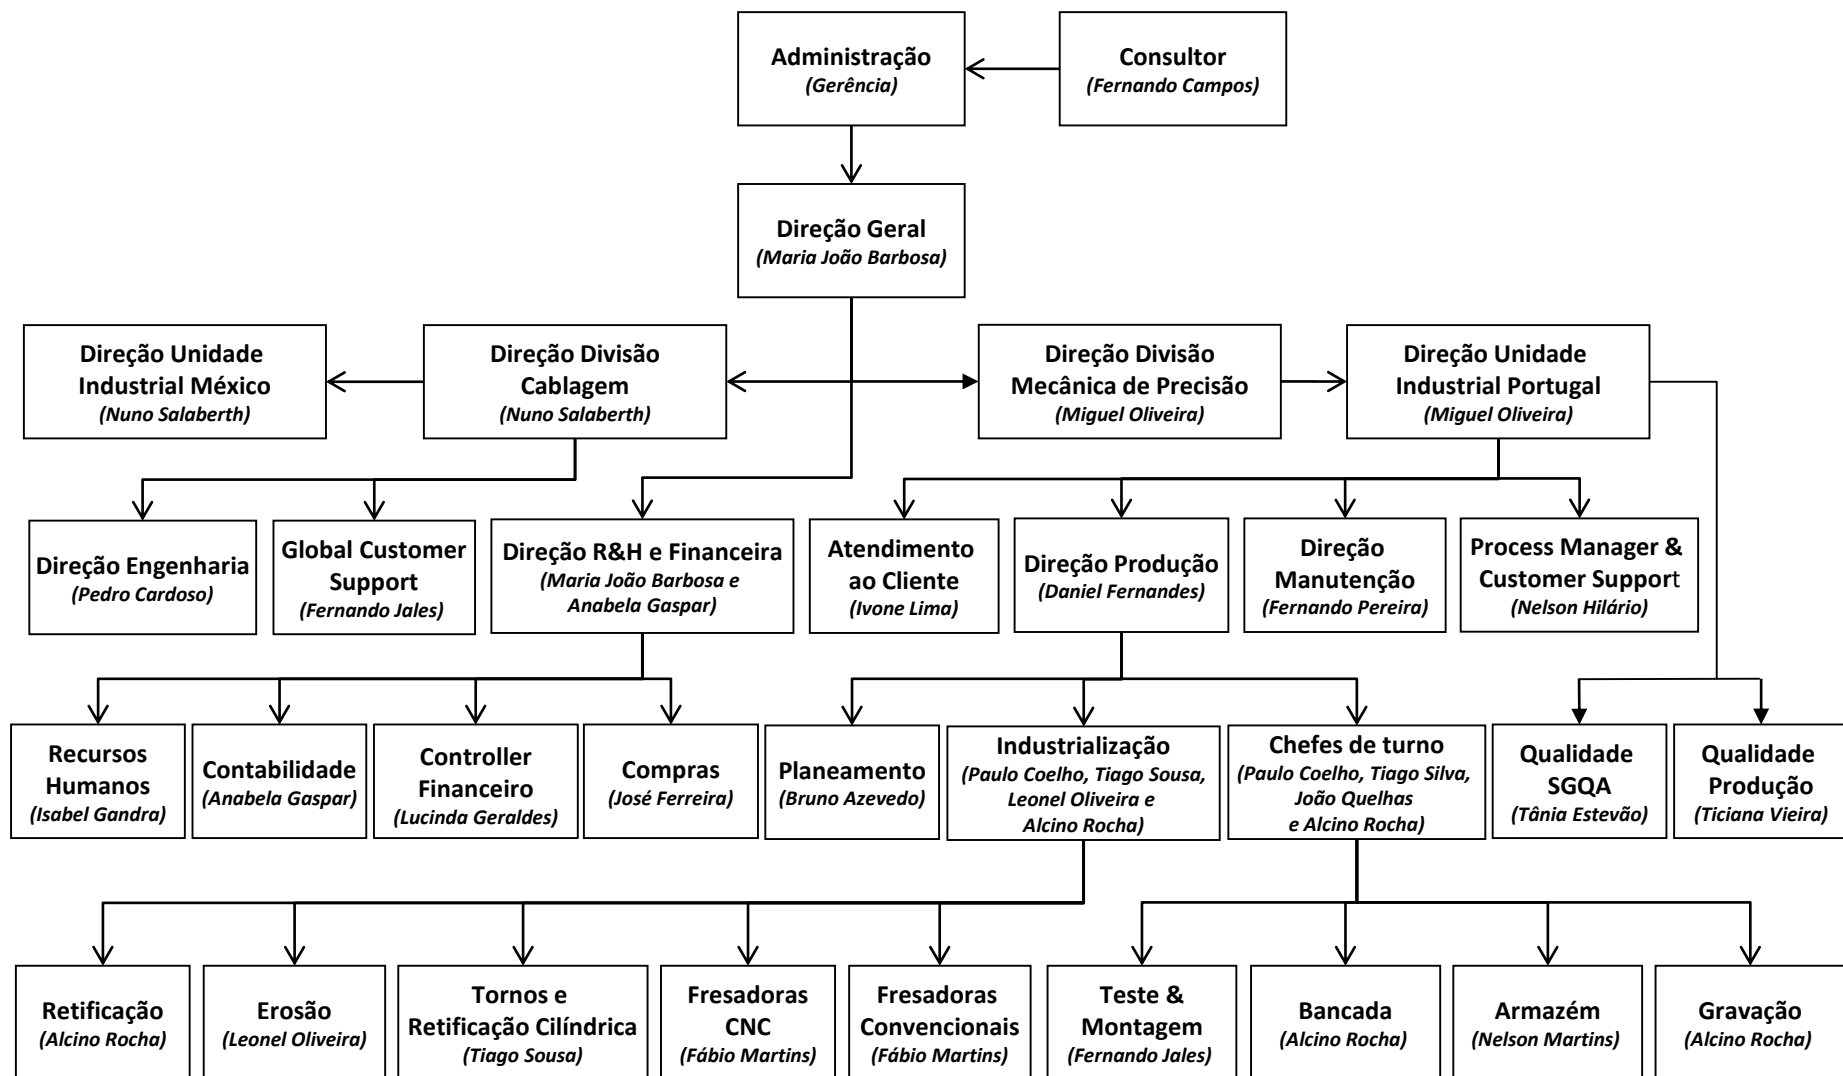 Administração
(Gerência)
Consultor
(Fernando Campos)
Direção Geral
(Maria João Barbosa)
Direção Unidade
Industrial México
(Nuno Salaberth)
Direção Divisão
Cablagem
(Nuno Salaberth)
Direção Divisão
Mecânica de Precisão
(Miguel Oliveira)
Direção Unidade
Industrial Portugal
(Miguel Oliveira)
Direção Engenharia
(Pedro Cardoso)
Global Customer
Support
(Fernando Jales)
Direção R&H e Financeira
(Maria João Barbosa e
Anabela Gaspar)
Atendimento
ao Cliente
(Ivone Lima)
Direção Produção
(Daniel Fernandes)
Direção
Manutenção
(Fernando Pereira)
Process Manager &
Customer Support
(Nelson Hilário)
Recursos
Humanos
(Isabel Gandra)
Contabilidade
(Anabela Gaspar)
Controller
Financeiro
(Lucinda Geraldes)
Compras
(José Ferreira)
Planeamento
(Bruno Azevedo)
Industrialização
(Paulo Coelho, Tiago Sousa,
Leonel Oliveira e
Alcino Rocha)
Chefes de turno
(Paulo Coelho, Tiago Silva,
João Quelhas
e Alcino Rocha)
Qualidade
SGQA
(Tânia Estevão)
Qualidade
Produção
(Ticiana Vieira)
Retificação
(Alcino Rocha)
Erosão
(Leonel Oliveira)
Tornos e
Retificação Cilíndrica
(Tiago Sousa)
Fresadoras
CNC
(Fábio Martins)
Fresadoras
Convencionais
(Fábio Martins)
Teste &
Montagem
(Fernando Jales)
Bancada
(Alcino Rocha)
Armazém
(Nelson Martins)
Gravação
(Alcino Rocha)